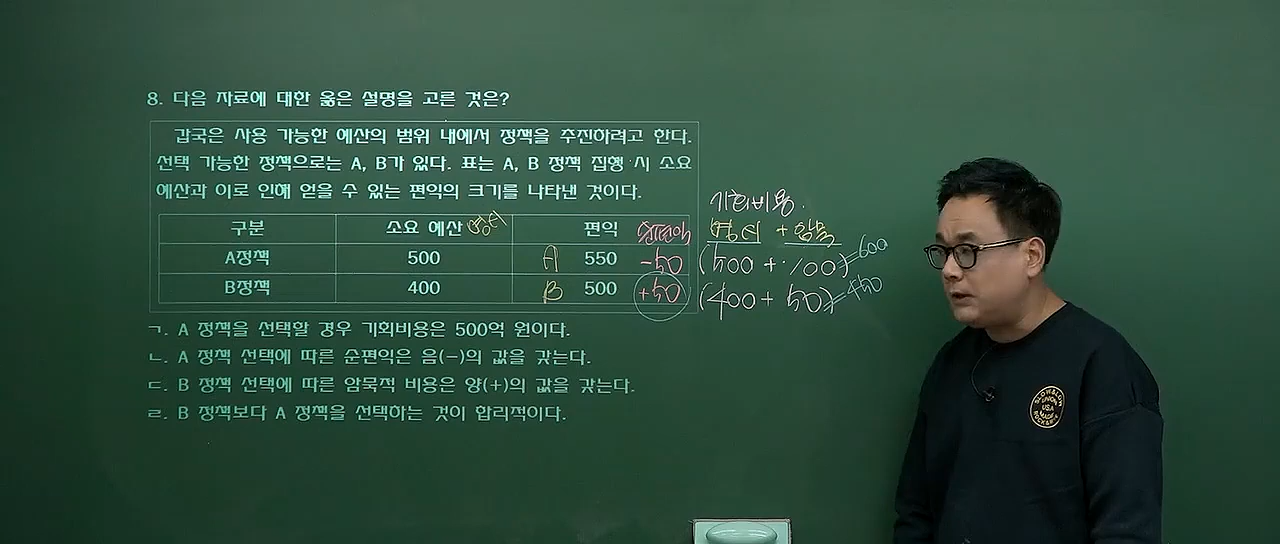 8. 다음 자료에 대한 옳은 설명을 고른 것은?
갑국은 사용 가능한 예산의 범위 내에서 정책을 추진하려고 한다.
선택 가능한 정책으로는 A, B가 있다. 표는 A, B 정책 집행 시 소요
예산과 이로 인해 얻을 수 있는 편익의 크기를 나타낸 것이다.
기회비용.
구분 소요 예산 명시 편익 순편익 명시 + 암묵
A정책 500 A 550 -50 (500 + 100)=600
B정책 400 B 500 +50 (400 + 50)=450
ㄱ. A 정책을 선택할 경우 기회비용은 500억 원이다.
ㄴ. A 정책 선택에 따른 순편익은 음(-)의 값을 갖는다.
ㄷ. B 정책 선택에 따른 암묵적 비용은 양(+)의 값을 갖는다.
ㄹ. B 정책보다 A 정책을 선택하는 것이 합리적이다.
UNION
USA
MADE